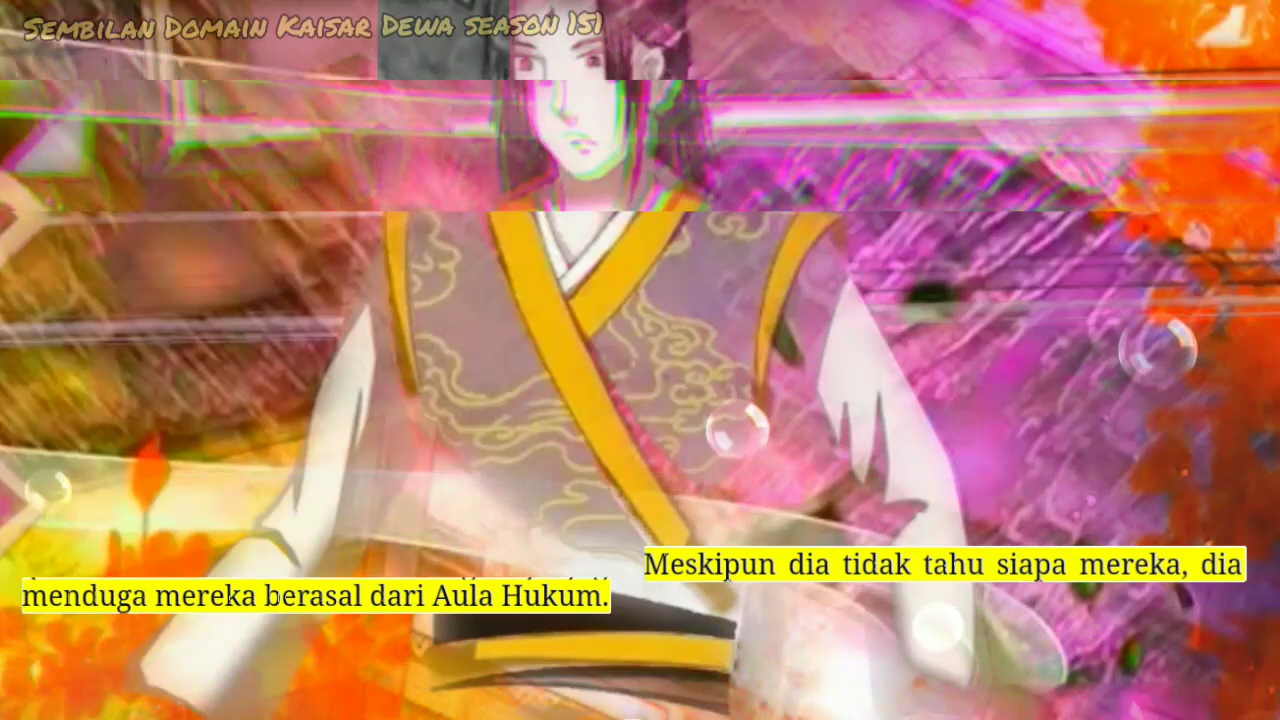 Sembilan Domain Kaisar Dewa season 151
Meskipun dia tidak tahu siapa mereka, dia
menduga mereka berasal dari Aula Hukum.